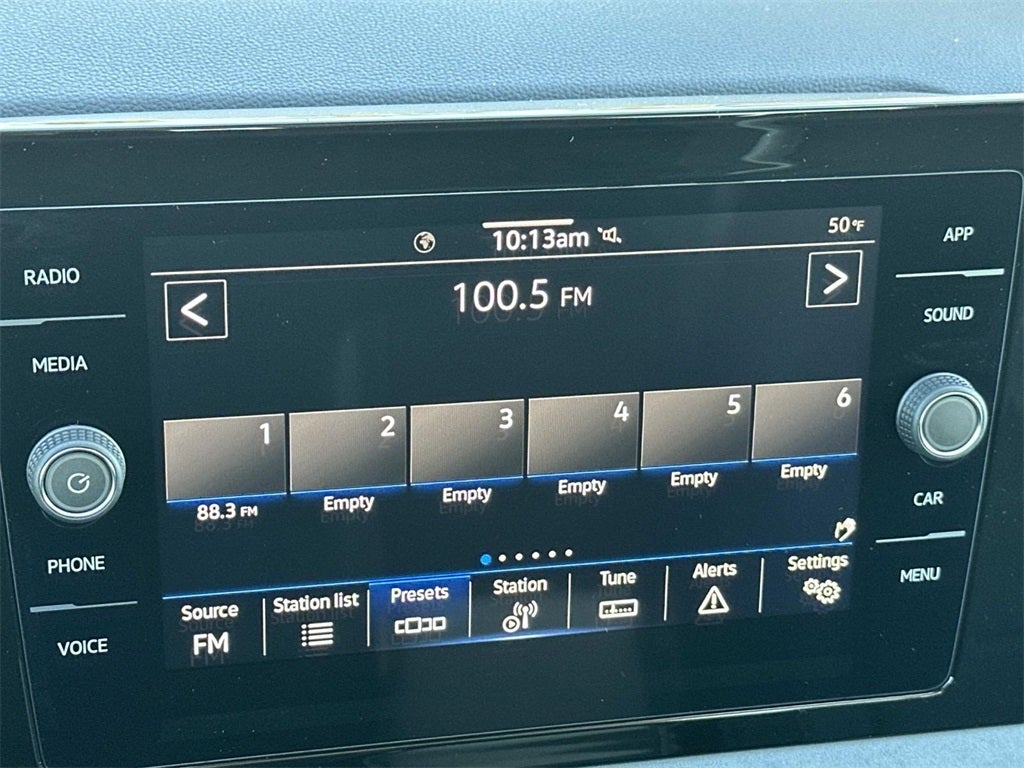 10:13am 50°F
RADIO
MEDIA
PHONE
VOICE
<
100.5 FM
>
1 2 3 4 5 6
88.3 FM Empty Empty Empty Empty Empty
Source Station list Presets Station Tune Alerts Settings
FM
APP
SOUND
CAR
MENU